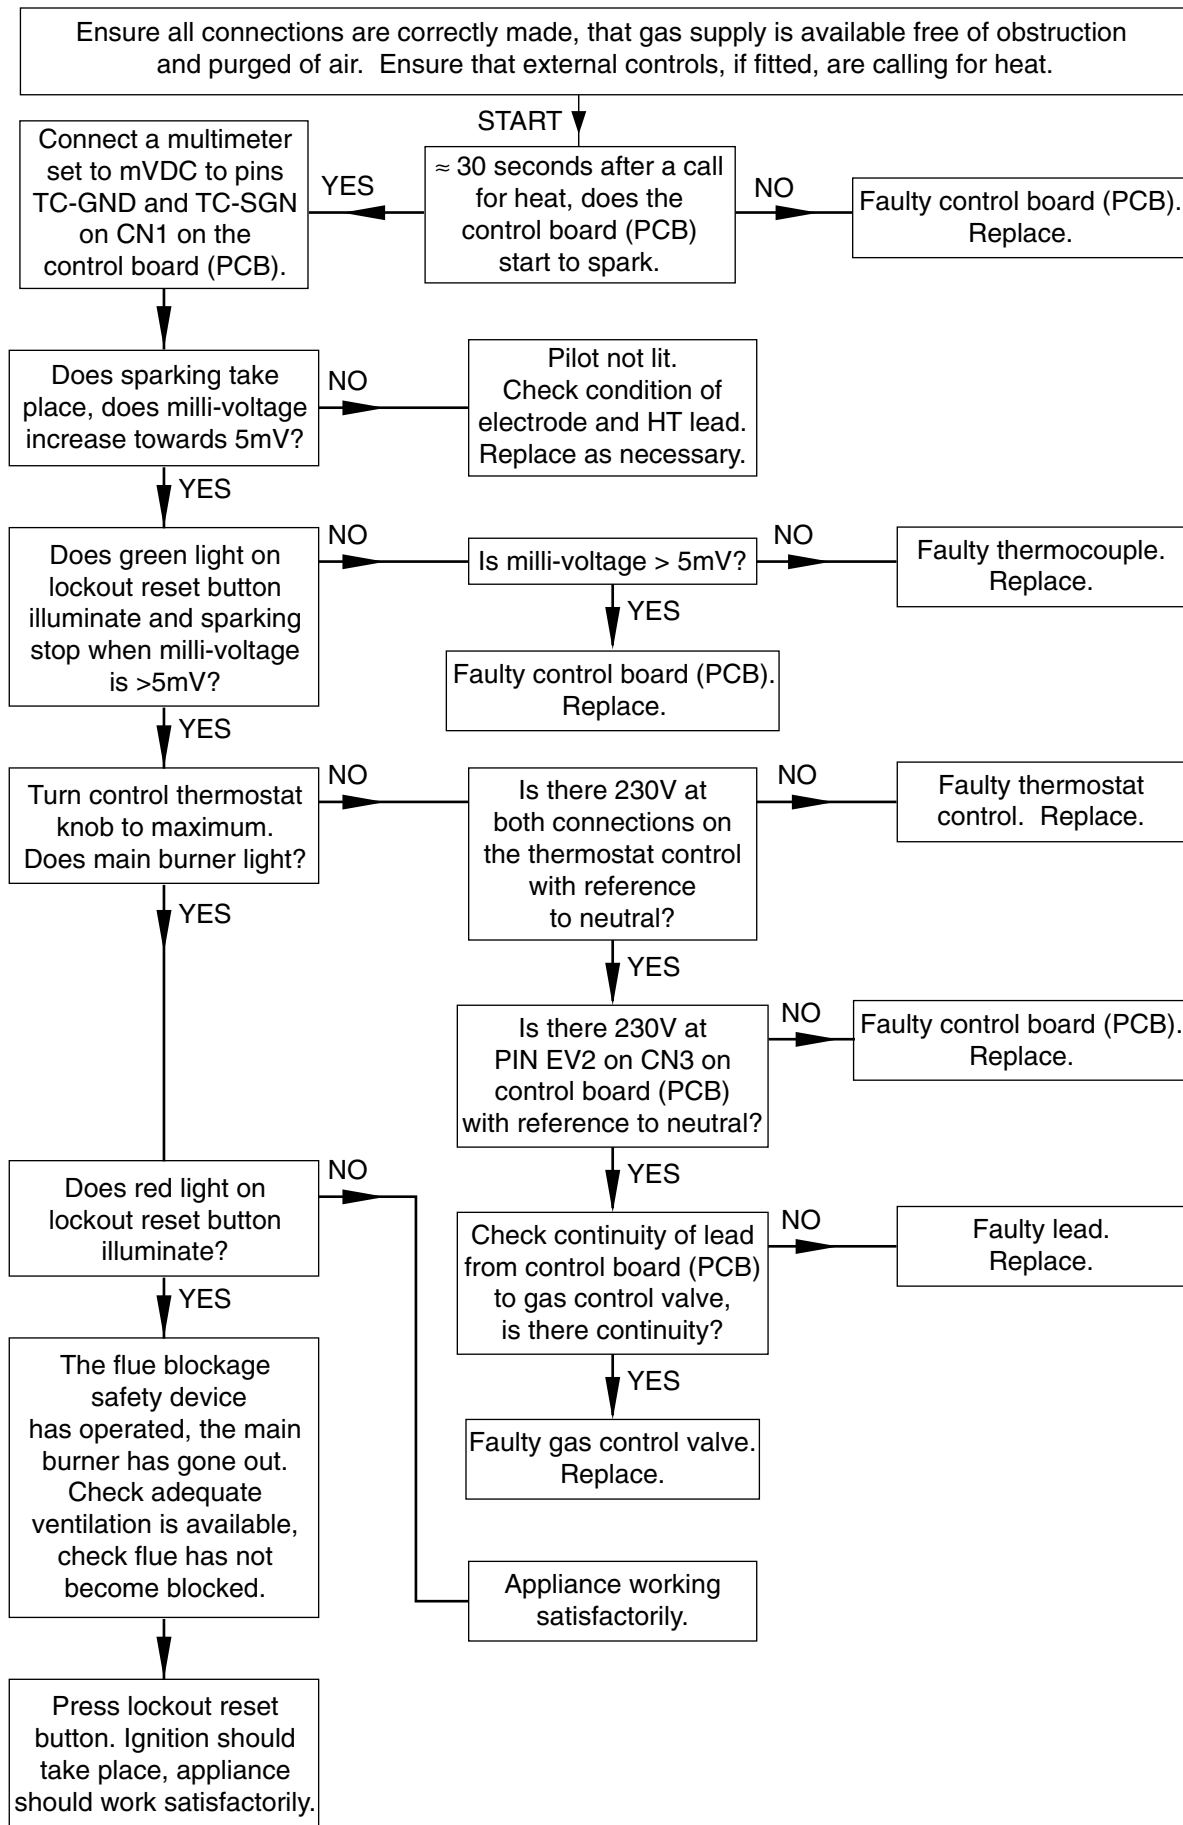 Ensure all connections are correctly made, that gas supply is available free of obstruction
and purged of air.  Ensure that external controls, if fitted, are calling for heat.
START
Connect a multimeter
set to mVDC to pins
TC-GND and TC-SGN
on CN1 on the
control board (PCB).
YES
≈ 30 seconds after a call
for heat, does the
control board (PCB)
start to spark.
NO
Faulty control board (PCB).
Replace.
Does sparking take
place, does milli-voltage
increase towards 5mV?
NO
Pilot not lit.
Check condition of
electrode and HT lead.
Replace as necessary.
YES
Does green light on
lockout reset button
illuminate and sparking
stop when milli-voltage
is >5mV?
NO
Is milli-voltage > 5mV?
NO
Faulty thermocouple.
Replace.
YES
Faulty control board (PCB).
Replace.
YES
Turn control thermostat
knob to maximum.
Does main burner light?
NO
Is there 230V at
both connections on
the thermostat control
with reference
to neutral?
NO
Faulty thermostat
control.  Replace.
YES
YES
Is there 230V at
PIN EV2 on CN3 on
control board (PCB)
with reference to neutral?
NO
Faulty control board (PCB).
Replace.
YES
Does red light on
lockout reset button
illuminate?
NO
Check continuity of lead
from control board (PCB)
to gas control valve,
is there continuity?
NO
Faulty lead.
Replace.
YES
YES
The flue blockage
safety device
has operated, the main
burner has gone out.
Check adequate
ventilation is available,
check flue has not
become blocked.
Faulty gas control valve.
Replace.
Appliance working
satisfactorily.
Press lockout reset
button. Ignition should
take place, appliance
should work satisfactorily.